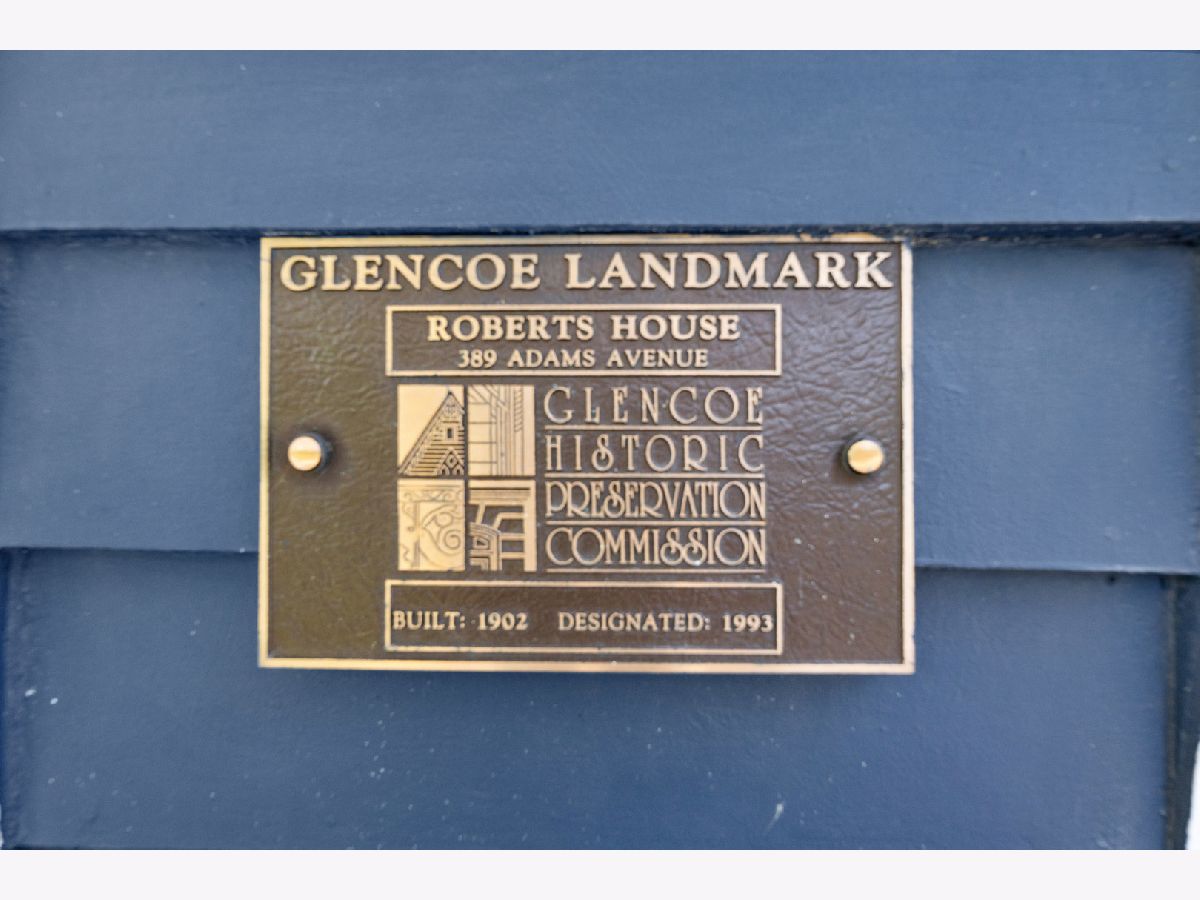 GLENCOE LANDMARK
ROBERTS HOUSE
389 ADAMS AVENUE
GLENCOE
HISTORIC
PRESERVATION
COMMISSION
BUILT: 1902 DESIGNATED: 1993